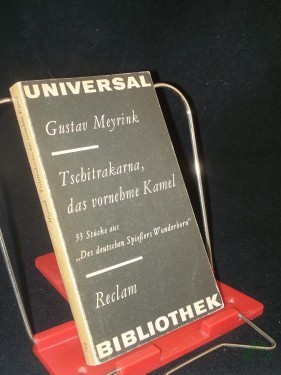 UNIVERSAL
Gustav Meyrink
Tschitrakarna,
das vornehme Kamel
33 Stücke aus
„Des deutschen Spießers Wunderhorn“
Reclam
BIBLIOTHEK